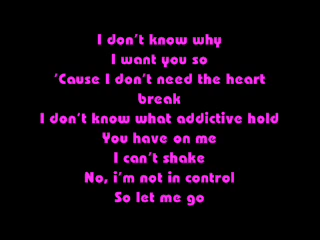 I don't know why
I want you so
'Cause I don't need the heart
break
I don't know what addictive hold
You have on me
I can't shake
No, i'm not in control
So let me go